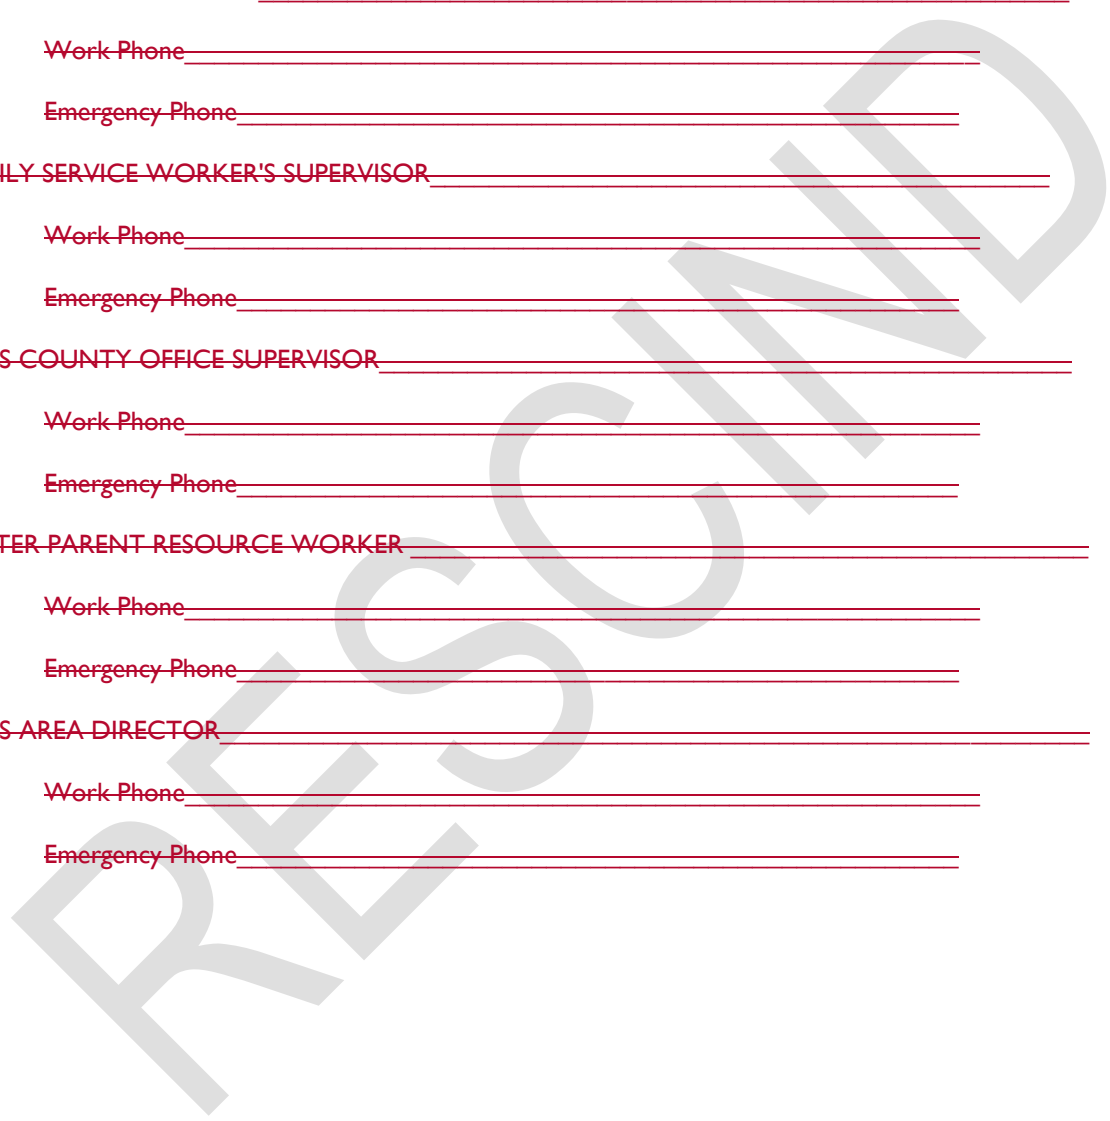 Work Phone
Emergency Phone
ILY SERVICE WORKER'S SUPERVISOR
Work Phone
Emergency Phone
S COUNTY OFFICE SUPERVISOR
Work Phone
Emergency Phone
TER PARENT RESOURCE WORKER
Work Phone
Emergency Phone
S AREA DIRECTOR
Work Phone
Emergency Phone
RESCIND